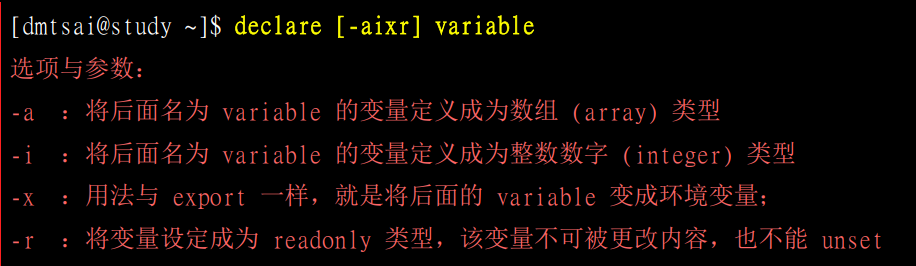 [dmtsai@study ~]$ declare [-aixr] variable
选项与参数：
-a ：将后面名为 variable 的变量定义成为数组 (array) 类型
-i ：将后面名为 variable 的变量定义成为整数数字 (integer) 类型
-x ：用法与 export 一样，就是将后面的 variable 变成环境变量；
-r ：将变量设定成为 readonly 类型，该变量不可被更改内容，也不能 unset